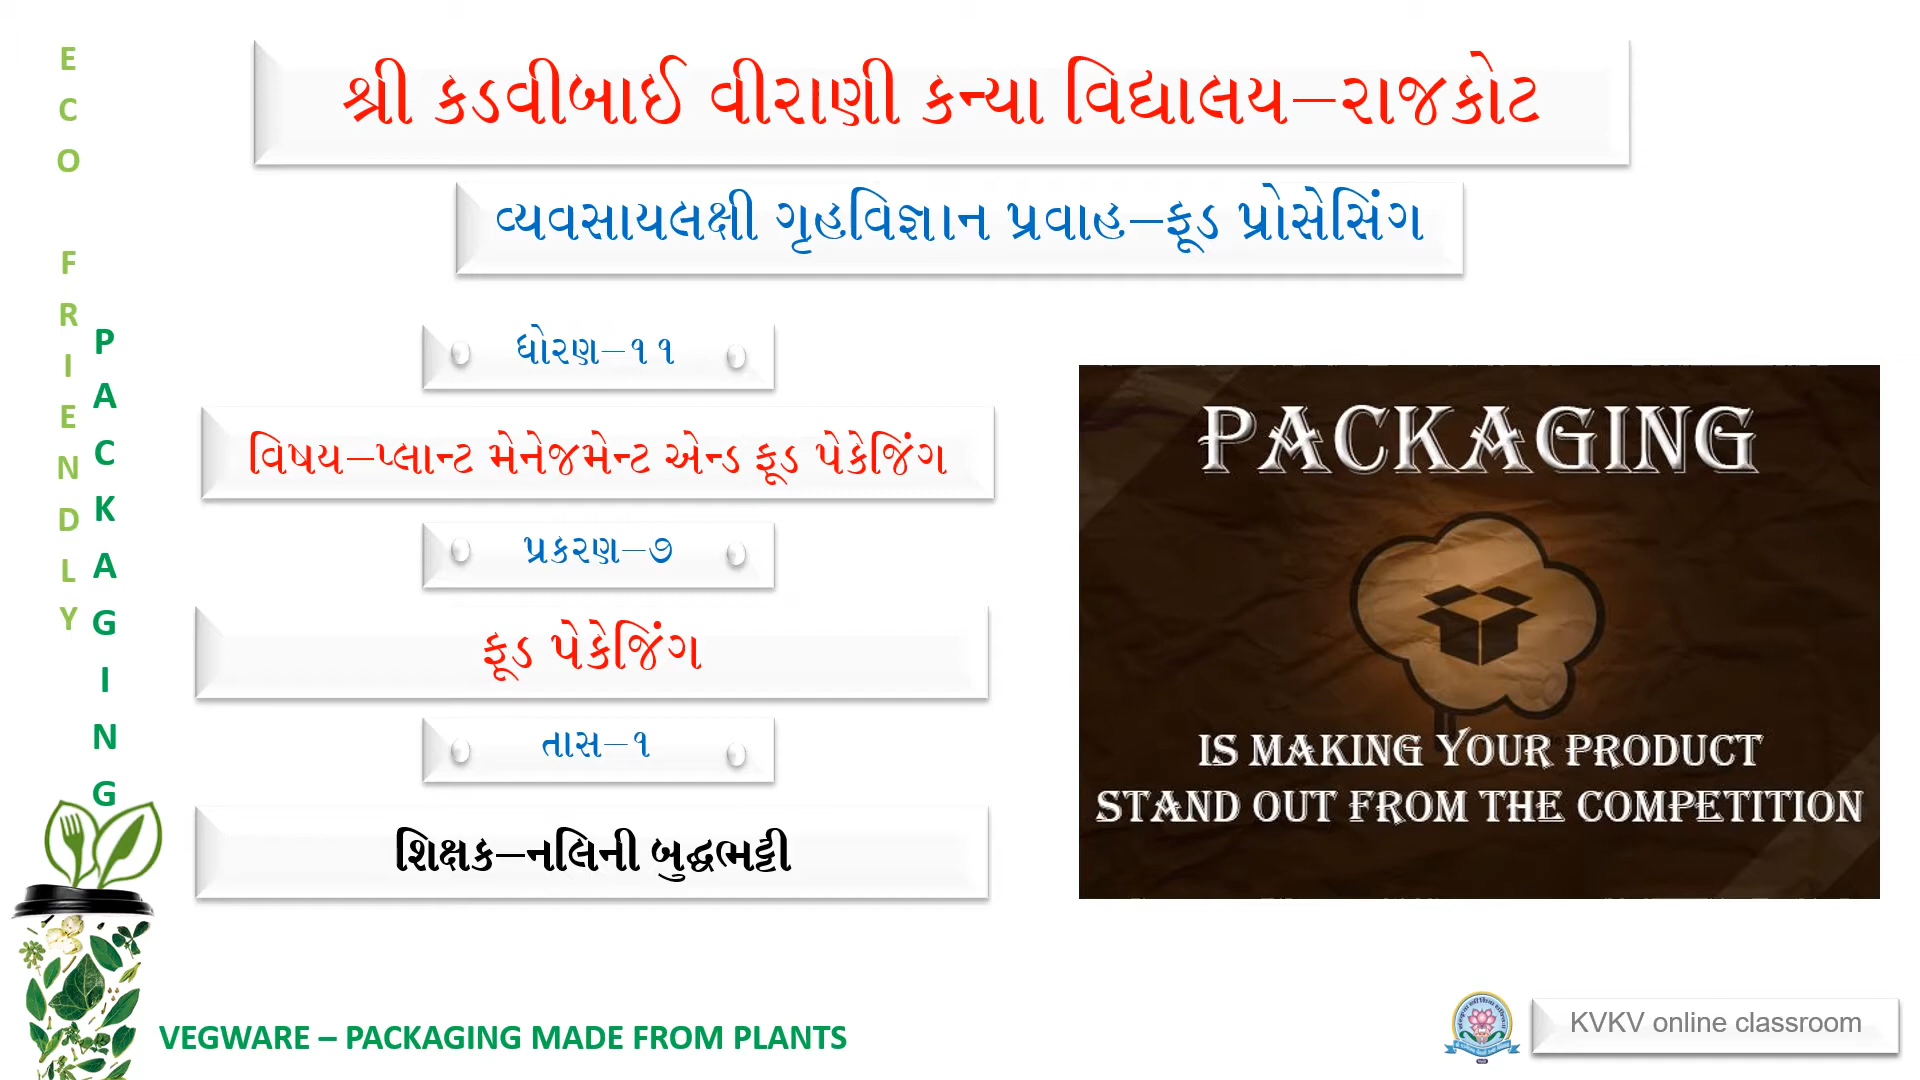 શ્રી કડવીબાઈ વીરાણી કન્યા વિદ્યાલય–રાજકોટ
વ્યવસાયલક્ષી ગૃહવિજ્ઞાન પ્રવાહ–ફૂડ પ્રોસેસિંગ
ECO FRIENDLY
PACKAGING
ધોરણ–૧૧
વિષય–પ્લાન્ટ મેનેજમેન્ટ એન્ડ ફૂડ પેકેજિંગ
પ્રકરણ–૭
ફૂડ પેકેજિંગ
તાસ–૧
શિક્ષક–નલિની બુદ્ધભટ્ટી
PACKAGING
IS MAKING YOUR PRODUCT
STAND OUT FROM THE COMPETITION
VEGWARE – PACKAGING MADE FROM PLANTS
KVKV online classroom